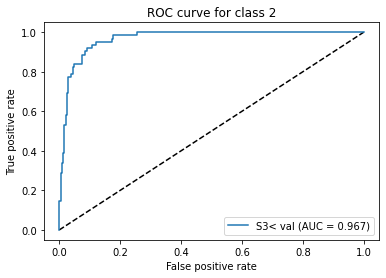 ROC curve for class 2
True positive rate
1.0
0.8
0.6
0.4
0.2
0.0
S3< val (AUC = 0.967)
0.0 0.2 0.4 0.6 0.8 1.0
False positive rate